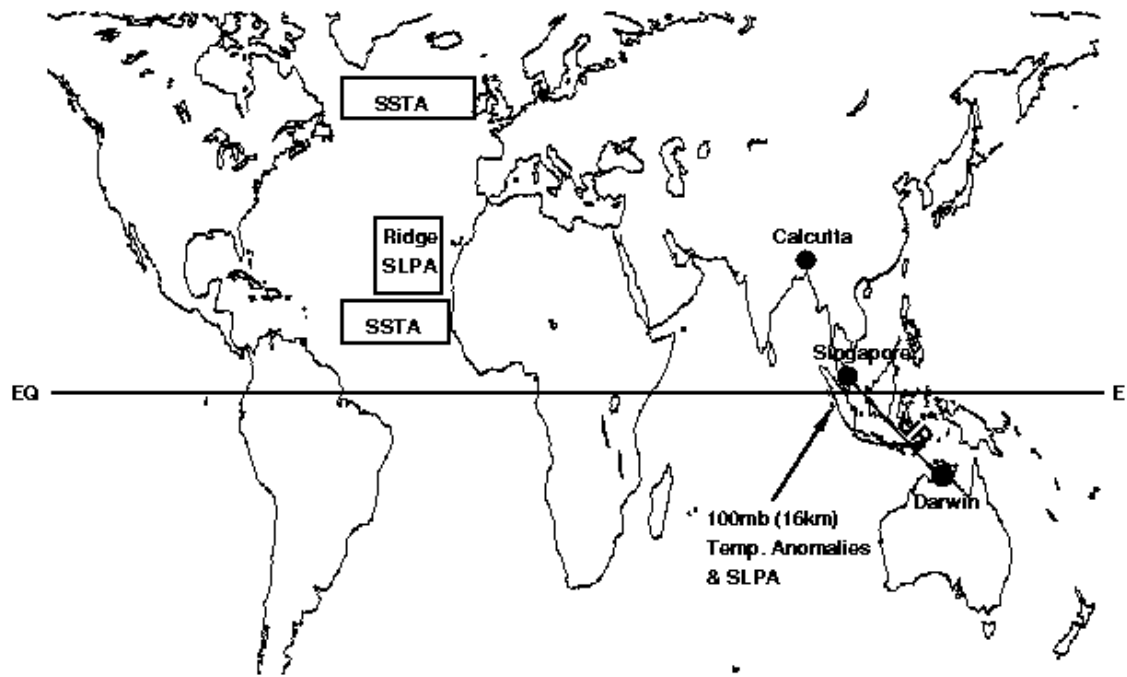 SSTA
Ridge
SLPA
Calcutta
SSTA
Singapore
EQ
E
Darwin
100mb (16km)
Temp. Anomalies
& SLPA